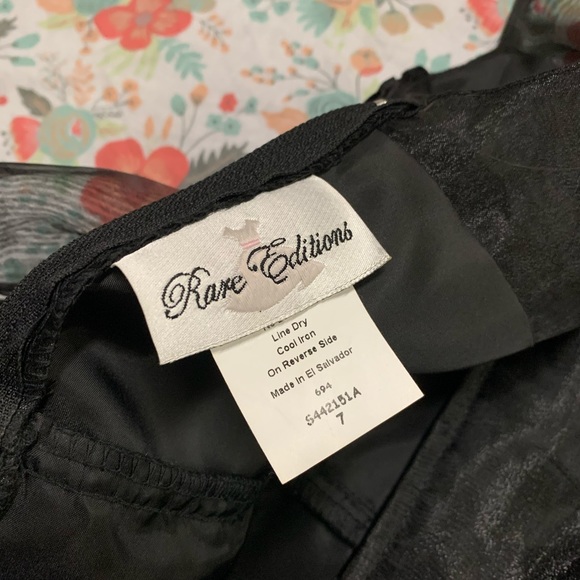 Rare Editions
Line Dry
Cool Iron
On Reverse Side
Made In El Salvador
694
S442151A
7